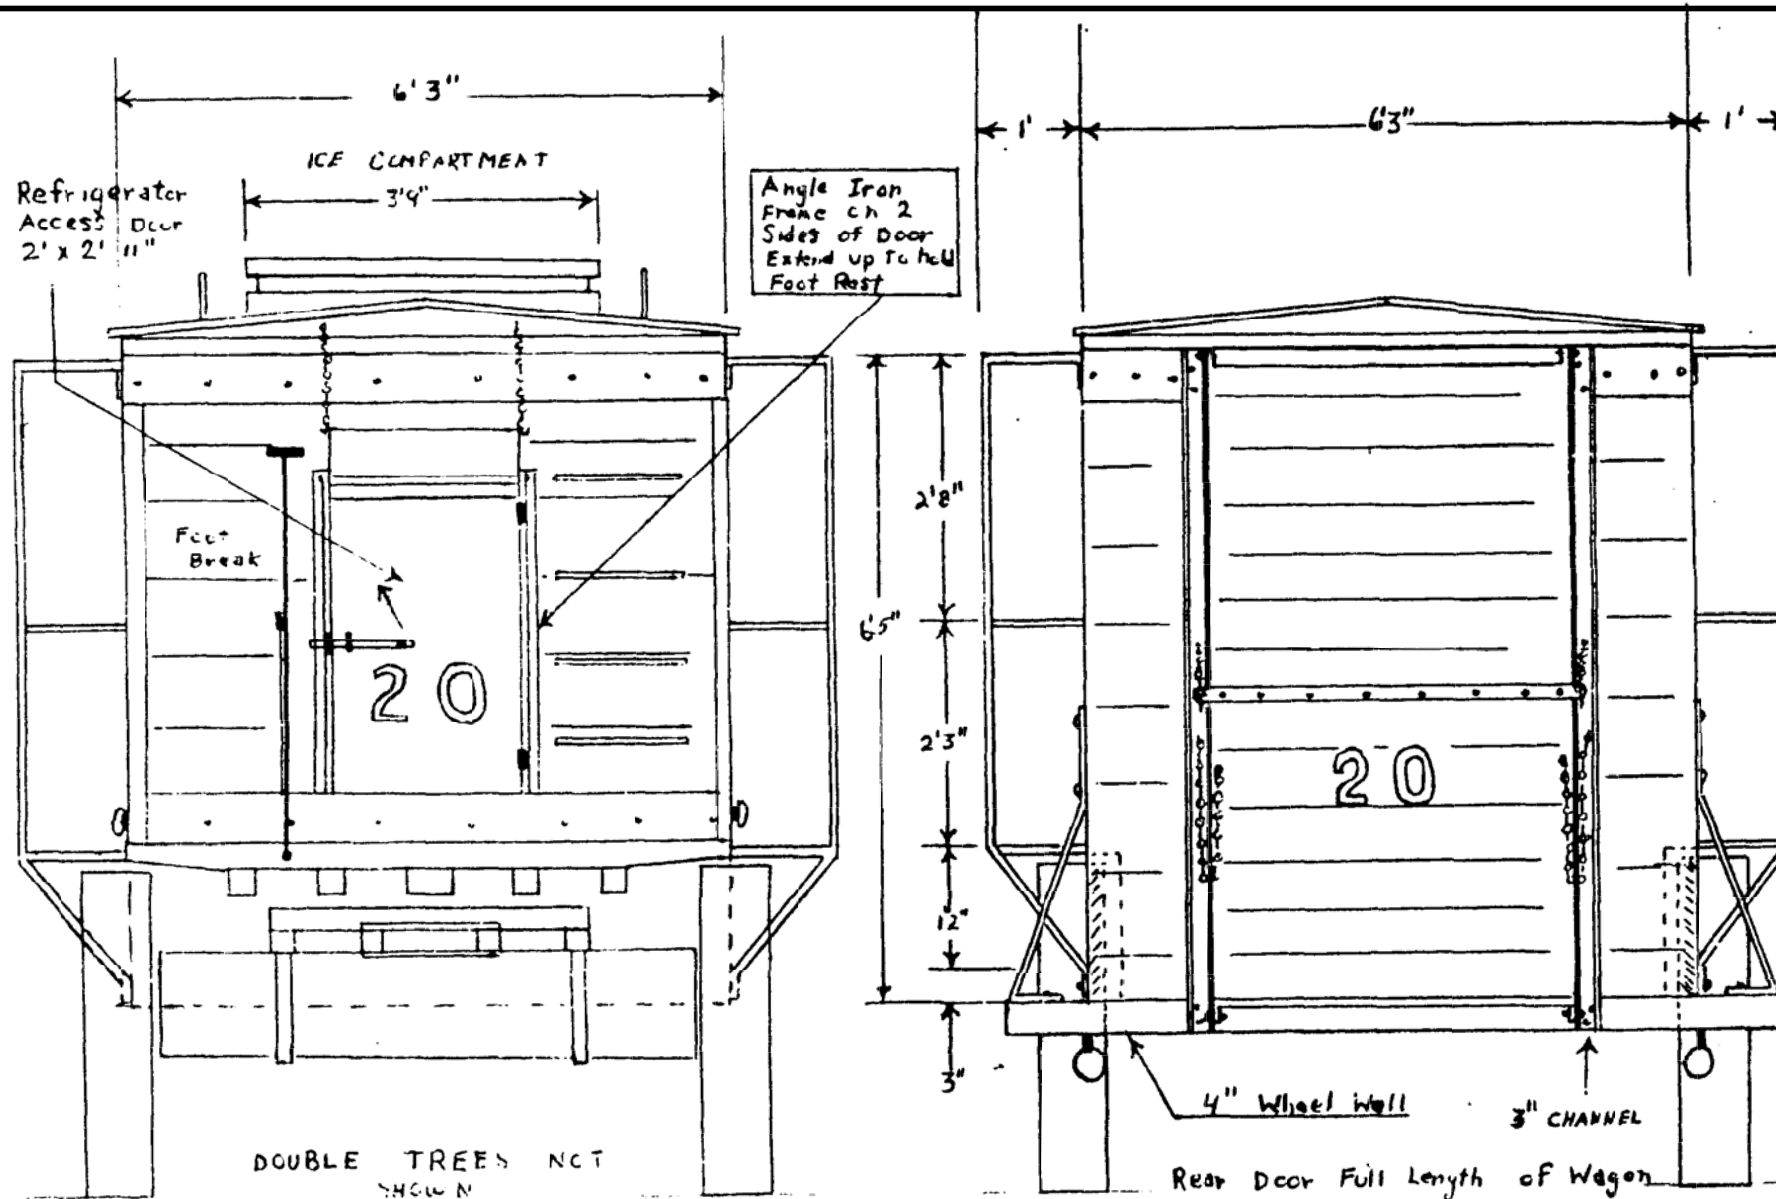 6'3"
ICE COMPARTMENT
3'9"
Refrigerator
Access Door
2' x 2' 11"
Angle Iron
Frame on 2
Sides of Door
Extend up to hold
Foot Rest
Foot
Break
20
DOUBLE TREES NOT
SHOWN
1'
6'3"
1'
2'8"
6'5"
2'3"
12"
3"
20
4" Wheel Well
3" CHANNEL
Rear Door Full Length of Wagon